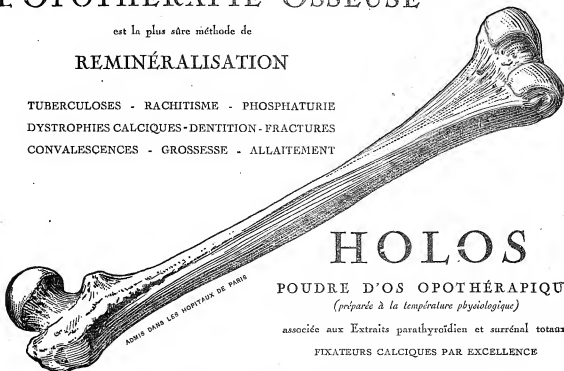 L'OPOTHÉRAPIE OSSEUSE
est la plus sûre méthode de
REMINÉRALISATION
TUBERCULOSES - RACHITISME - PHOSPHATURIE
DYSTROPHIES CALCIQUES - DENTITION - FRACTURES
CONVALESCENCES - GROSSESSE - ALLAITEMENT
HOLOS
POUDRE D'OS OPOTHÉRAPIQU
(préparée à la température physiologique)
associée aux Extraits parathyroïdien et surrénal totaux
FIXATEURS CALCIQUES PAR EXCELLENCE
ADMIS DANS LES HOPITAUX DE PARIS